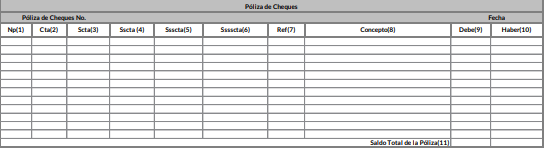 Póliza de Cheques
Póliza de Cheques No. Fecha
Np(1) Cta(2) Scta(3) Sscta (4) Ssscta(5) Sssscta(6) Ref(7) Concepto(8) Debe(9) Haber(10)
Saldo Total de la Póliza(11)